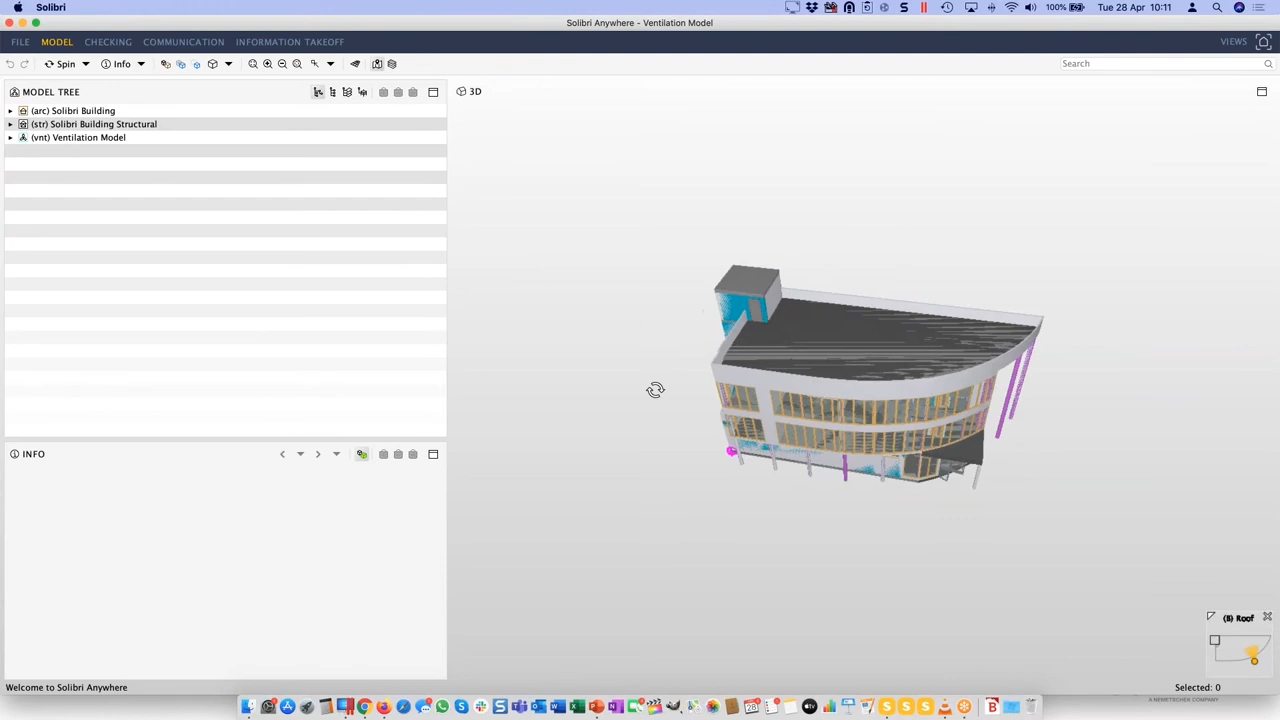 Solibri
100%
Tue 28 Apr 10:11
Solibri Anywhere - Ventilation Model
FILE MODEL CHECKING COMMUNICATION INFORMATION TAKEOFF VIEWS
Spin Info Search
MODEL TREE
3D
(arc) Solibri Building
(str) Solibri Building Structural
(vnt) Ventilation Model
INFO
(B) Roof
Welcome to Solibri Anywhere
Selected: 0
A NEMETSCHEK COMPANY